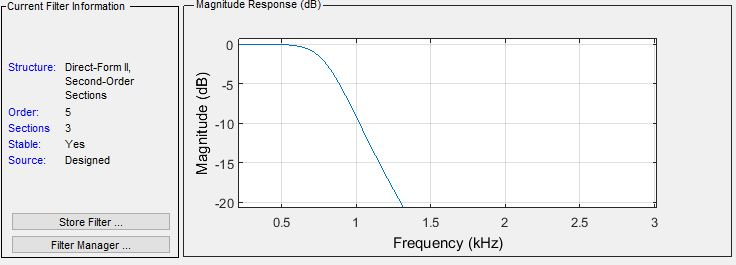 Current Filter Information
Structure: Direct-Form II,
Second-Order
Sections
Order: 5
Sections 3
Stable: Yes
Source: Designed
Store Filter ...
Filter Manager ...
Magnitude Response (dB)
Magnitude (dB)
0
-5
-10
-15
-20
0.5 1 1.5 2 2.5 3
Frequency (kHz)